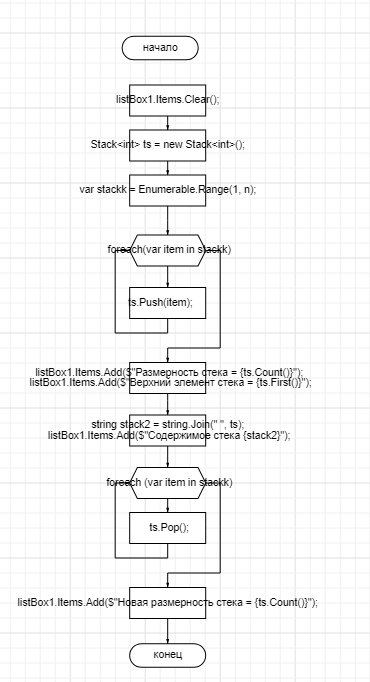 начало
listBox1.Items.Clear();
Stack<int> ts = new Stack<int>();
var stackk = Enumerable.Range(1, n);
foreach(var item in stackk)
ts.Push(item);
listBox1.Items.Add($"Размерность стека = {ts.Count()}");
listBox1.Items.Add($"Верхний элемент стека = {ts.First()}");
string stack2 = string.Join(" ", ts);
listBox1.Items.Add($"Содержимое стека {stack2}");
foreach (var item in stackk)
ts.Pop();
listBox1.Items.Add($"Новая размерность стека = {ts.Count()}");
конец